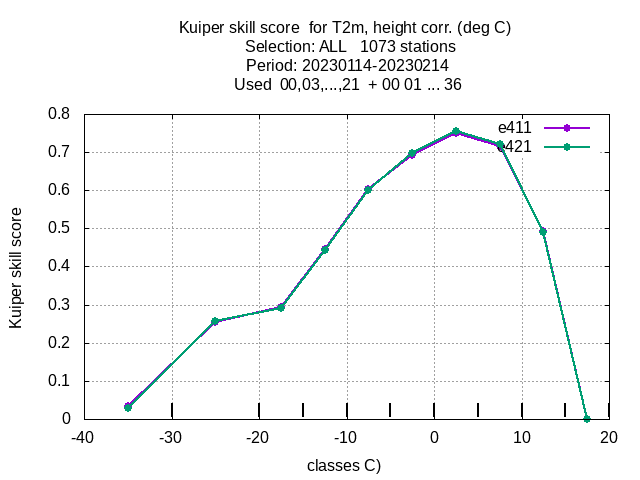 Kuiper skill score  for T2m, height corr. (deg C)
Selection: ALL   1073 stations
Period: 20230114-20230214
Used  00,03,...,21  + 00 01 ... 36
e411
e421
0.8
0.7
0.6
0.5
0.4
0.3
0.2
0.1
0
Kuiper skill score
-40 -30 -20 -10 0 10 20
classes C)